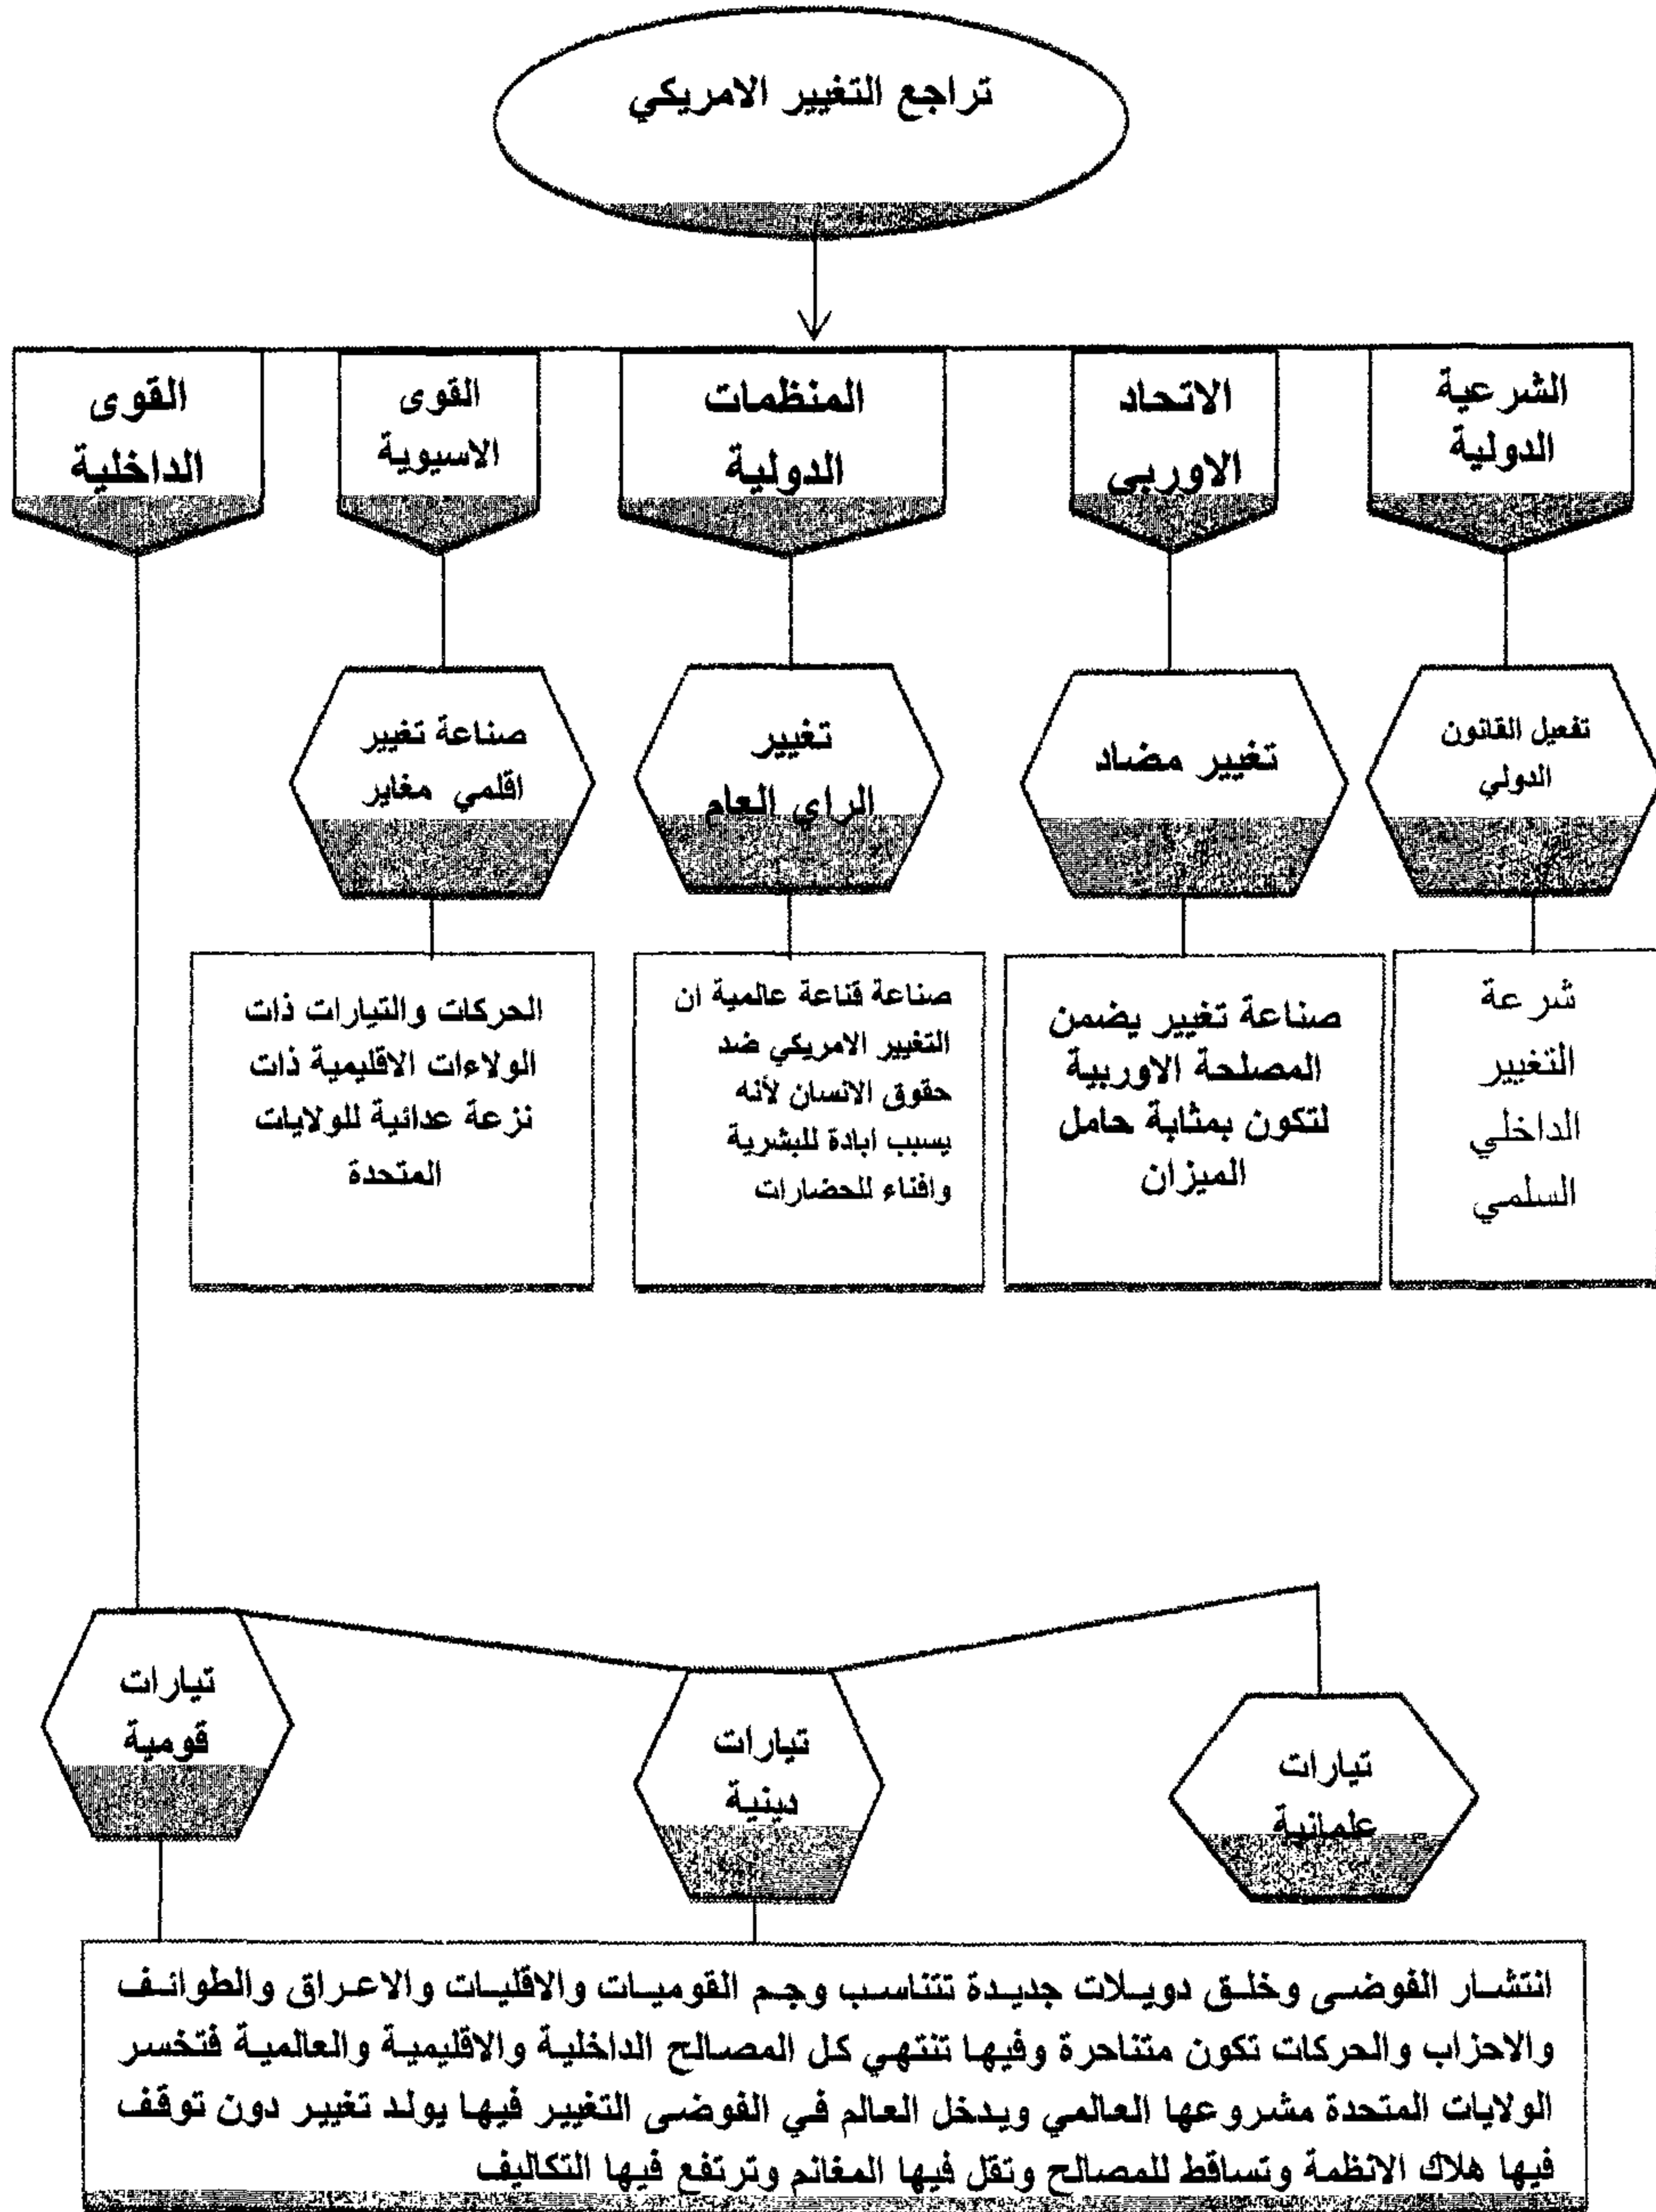 تراجع التغيير الامريكي
الشرعية
الدولية
الاتحاد
الاوربي
المنظمات
الدولية
القوى
الاسيوية
القوى
الداخلية
تفعيل القانون
الدولي
تغيير مضاد
تغيير
الراي العام
صناعة تغيير
اقلمي مغاير
شرعة
التغيير
الداخلي
السلمي
صناعة تغيير يضمن
المصلحة الاوربية
لتكون بمثابة حامل
الميزان
صناعة قناعة عالمية ان
التغيير الامريكي ضد
حقوق الانسان لأنه
يسبب ابادة للبشرية
وافناء للحضارات
الحركات والتيارات ذات
الولاءات الاقليمية ذات
نزعة عدائية للولايات
المتحدة
تيارات
علمانية
تيارات
دينية
تيارات
قومية
انتشار الفوضى وخلق دويلات جديدة تتناسب وجم القوميات والاقليات والاعراق والطوائف
والاحزاب والحركات تكون متناحرة وفيها تنتهي كل المصالح الداخلية والاقليمية والعالمية فتخسر
الولايات المتحدة مشروعها العالمي ويدخل العالم في الفوضى التغيير فيها يولد تغيير دون توقف
فيها هلاك الانظمة وتساقط للمصالح وتقل فيها المغانم وترتفع فيها التكاليف